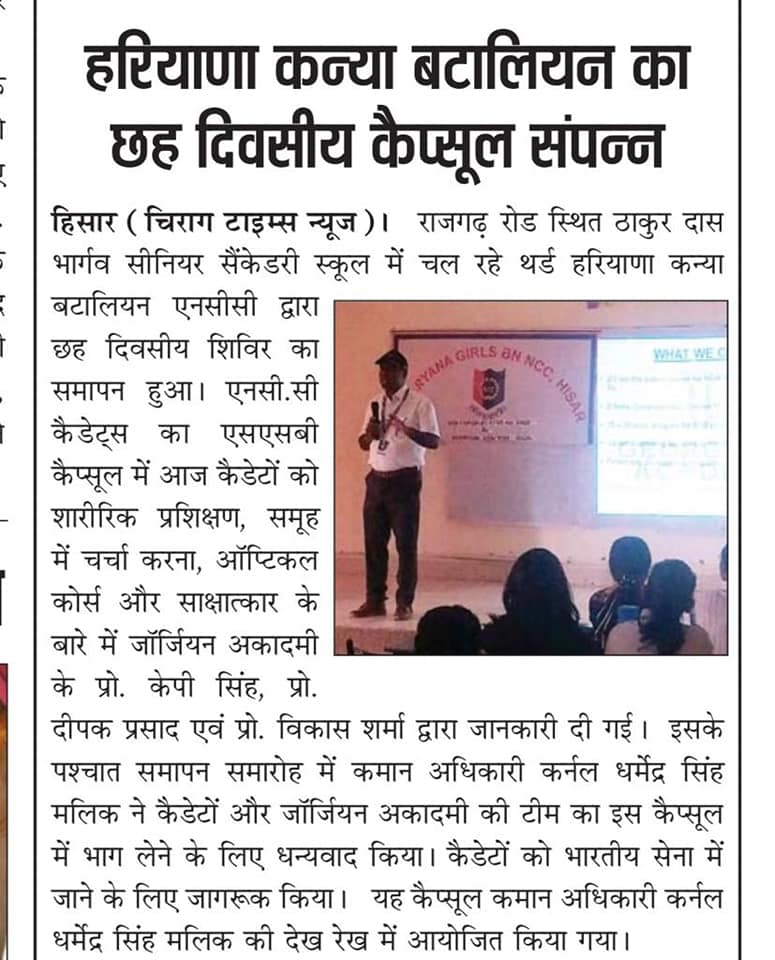 हरियाणा कन्या बटालियन का
छह दिवसीय कैप्सूल संपन्न
हिसार ( चिराग टाइम्स न्यूज )। राजगढ़ रोड स्थित ठाकुर दास
भार्गव सीनियर सैंकेडरी स्कूल में चल रहे थर्ड हरियाणा कन्या
बटालियन एनसीसी द्वारा
छह दिवसीय शिविर का
समापन हुआ। एनसी.सी
कैडेट्स का एसएसबी
कैप्सूल में आज कैडेटों को
शारीरिक प्रशिक्षण, समूह
में चर्चा करना, ऑप्टिकल
कोर्स और साक्षात्कार के
बारे में जॉर्जियन अकादमी
के प्रो. केपी सिंह, प्रो.
दीपक प्रसाद एवं प्रो. विकास शर्मा द्वारा जानकारी दी गई। इसके
पश्चात समापन समारोह में कमान अधिकारी कर्नल धर्मेद्र सिंह
मलिक ने कैडेटों और जॉर्जियन अकादमी की टीम का इस कैप्सूल
में भाग लेने के लिए धन्यवाद किया। कैडेटों को भारतीय सेना में
जाने के लिए जागरूक किया। यह कैप्सूल कमान अधिकारी कर्नल
धर्मेद्र सिंह मलिक की देख रेख में आयोजित किया गया।
RYANA GIRLS BN NCC, HISAR
WHAT WE C